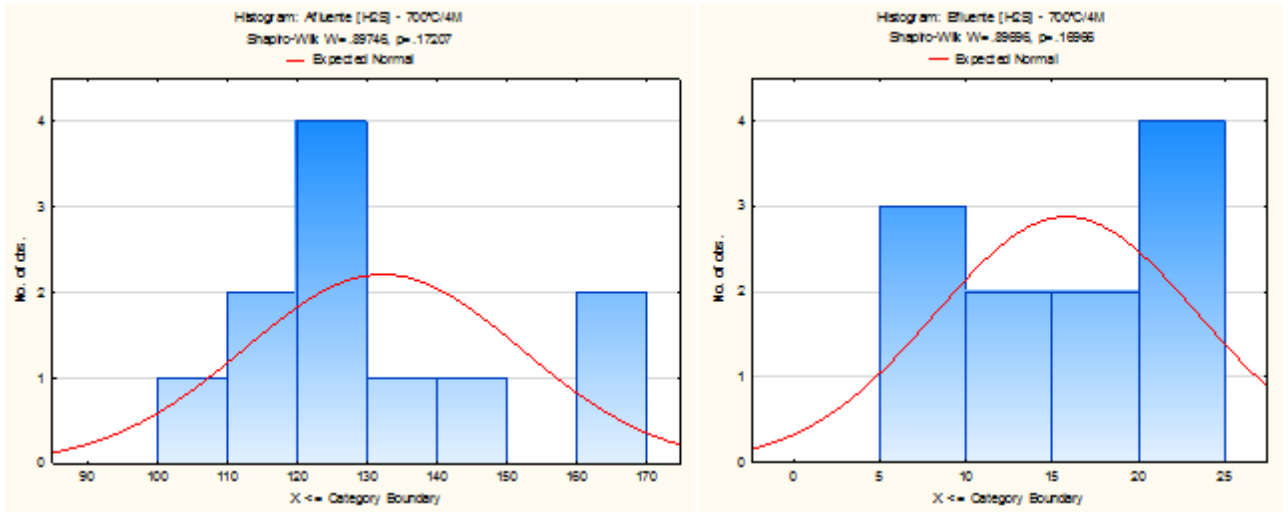 Histogram: Afluente [H2S] - 700ºC/4M
Shapiro-Wilk W=.89746, p=.17207
Expected Normal
No. of obs.
4
3
2
1
0
90 100 110 120 130 140 150 160 170
X <= Category Boundary
Histogram: Efluente [H2S] - 700ºC/4M
Shapiro-Wilk W=.89696, p=.16966
Expected Normal
No. of obs.
4
3
2
1
0
0 5 10 15 20 25
X <= Category Boundary